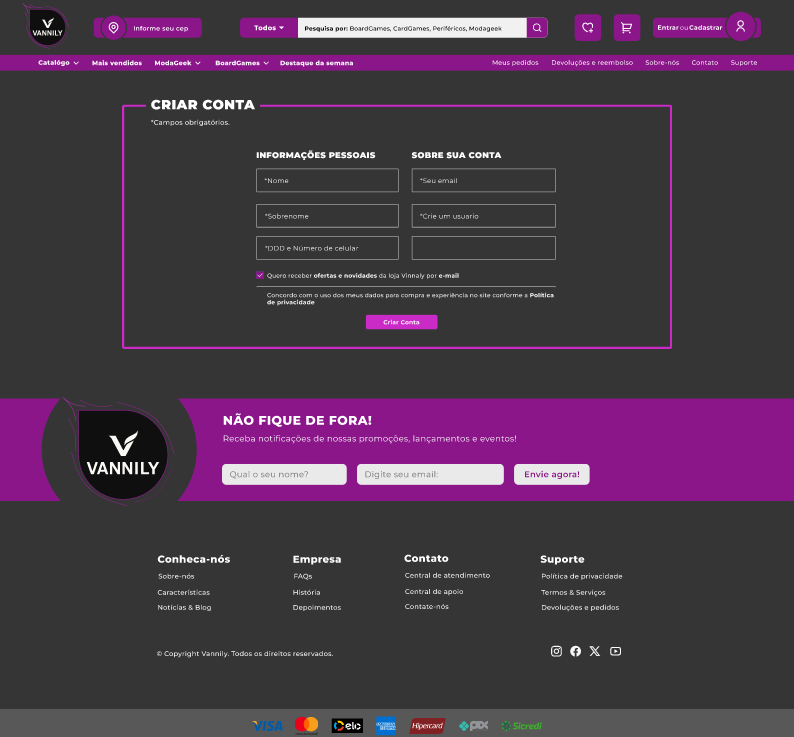 VANNILY
Informe seu cep
Todos
Pesquisa por: BoardGames, CardGames, Periféricos, Modageek
Entrar ou Cadastrar
Catalógo
Mais vendidos
ModaGeek
BoardGames
Destaque da semana
Meus pedidos
Devoluções e reembolso
Sobre-nós
Contato
Suporte
CRIAR CONTA
*Campos obrigatórios.
INFORMAÇÕES PESSOAIS
SOBRE SUA CONTA
*Nome
*Seu email
*Sobrenome
*Crie um usuario
*DDD e Número de celular
Quero receber ofertas e novidades da loja Vinnaly por e-mail
Concordo com o uso dos meus dados para compra e experiência no site conforme a Política
de privacidade
Criar Conta
VANNILY
NÃO FIQUE DE FORA!
Receba notificações de nossas promoções, lançamentos e eventos!
Qual o seu nome?
Digite seu email:
Envie agora!
Conheca-nós
Empresa
Contato
Suporte
Sobre-nós
FAQs
Central de atendimento
Política de privacidade
Características
História
Central de apoio
Termos & Serviços
Notícias & Blog
Depoimentos
Contate-nós
Devoluções e pedidos
© Copyright Vannily. Todos os direitos reservados.
VISA
elo
AMERICAN EXPRESS
Hipercard
pix
Sicredi